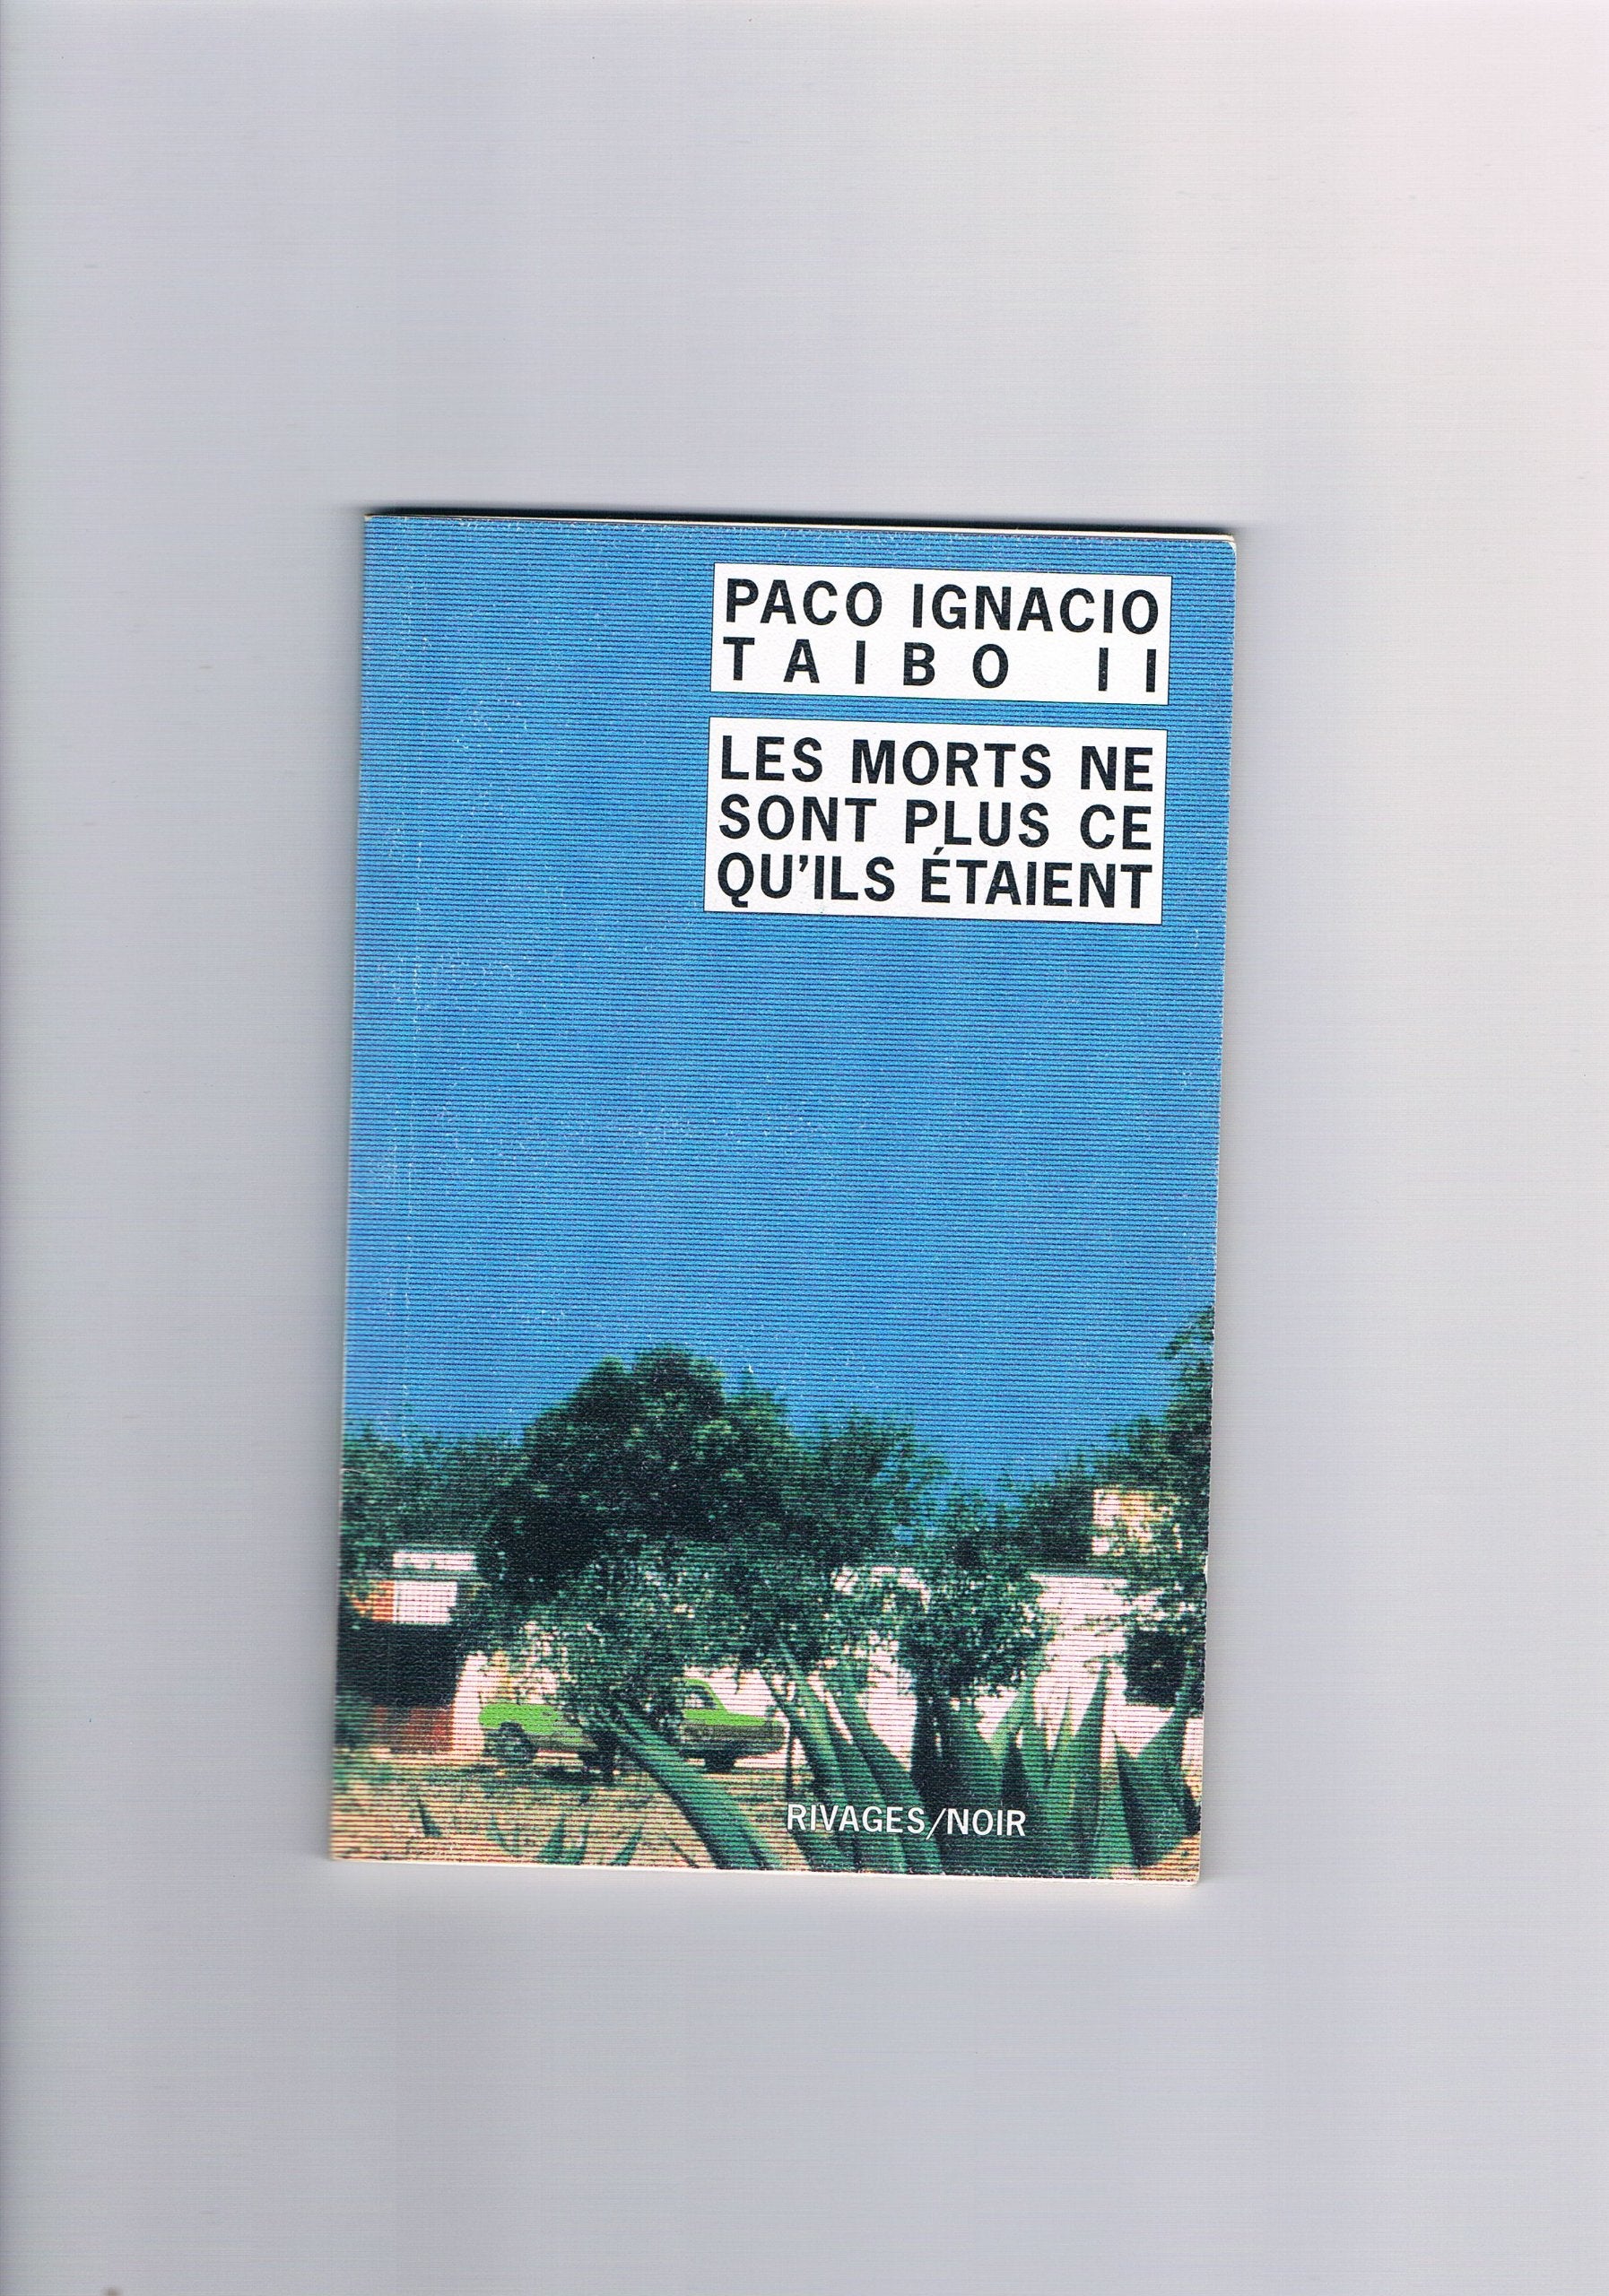 PACO IGNACIO
TAIBO II
LES MORTS NE
SONT PLUS CE
QU'ILS ÉTAIENT
RIVAGES/NOIR